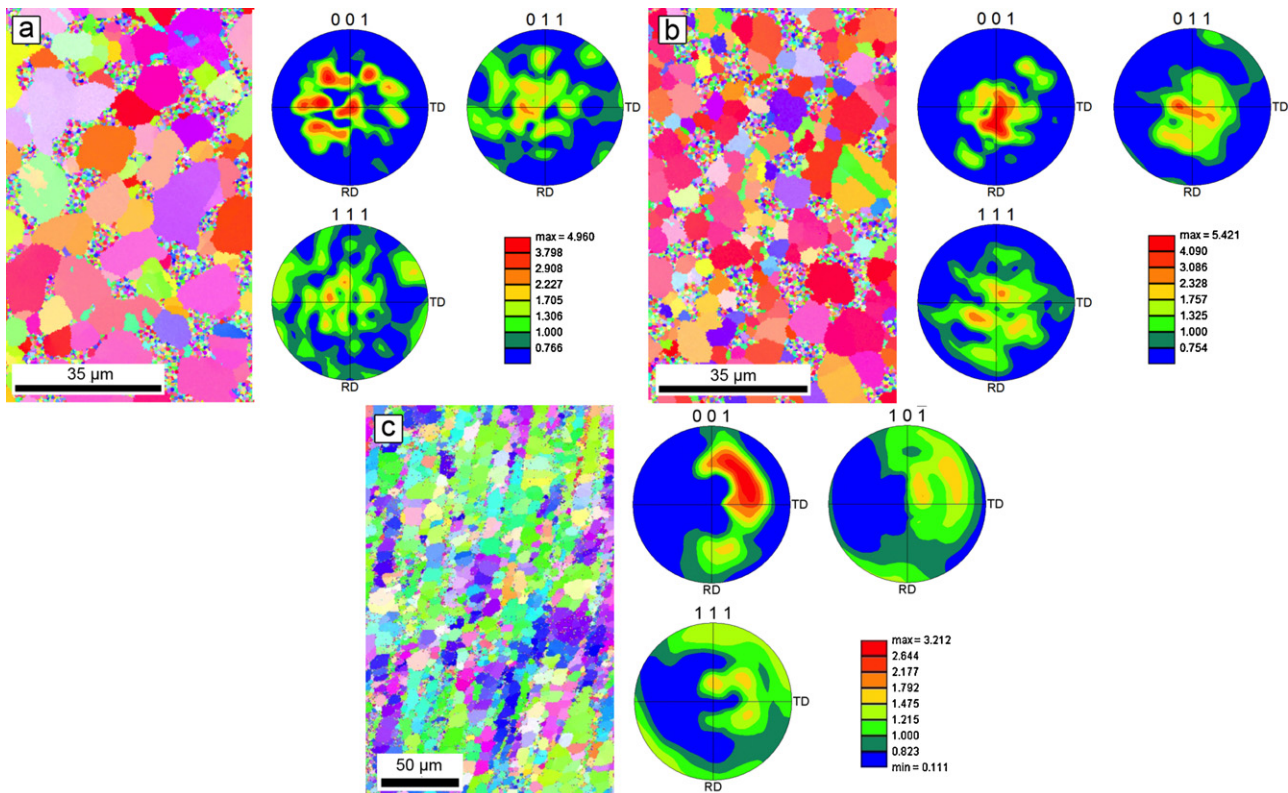 a
0 0 1
TD
RD
0 1 1
TD
RD
1 1 1
TD
RD
max = 4.960
3.798
2.908
2.227
1.705
1.306
1.000
0.766
35 µm
b
0 0 1
TD
RD
0 1 1
TD
RD
1 1 1
TD
RD
max = 5.421
4.090
3.086
2.328
1.757
1.325
1.000
0.754
35 µm
c
0 0 1
TD
RD
1 0 1̅
TD
RD
1 1 1
TD
RD
max = 3.212
2.644
2.177
1.792
1.475
1.215
1.000
0.823
min = 0.111
50 µm